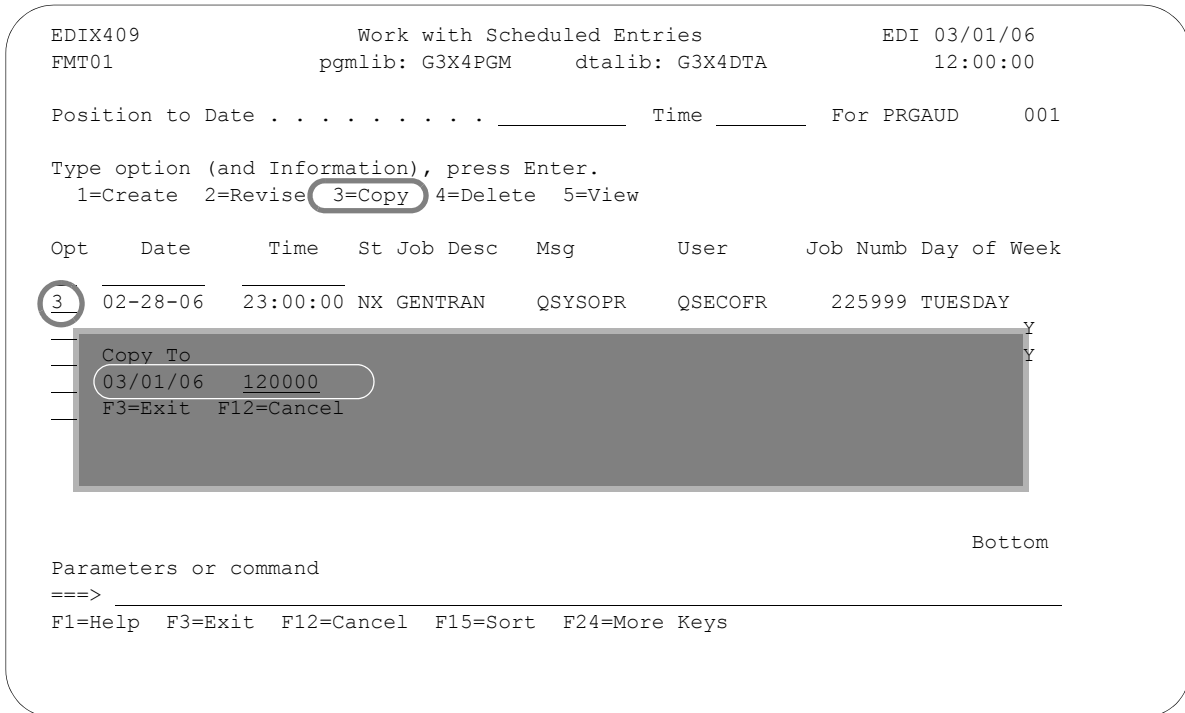 EDIX409 Work with Scheduled Entries EDI 03/01/06
FMT01 pgmlib: G3X4PGM dtalib: G3X4DTA 12:00:00
Position to Date . . . . . . . . . Time For PRGAUD 001
Type option (and Information), press Enter.
1=Create 2=Revise 3=Copy 4=Delete 5=View
Opt Date Time St Job Desc Msg User Job Numb Day of Week
3 02-28-06 23:00:00 NX GENTRAN QSYSOPR QSECOFR 225999 TUESDAY
Y
Copy To Y
03/01/06 120000
F3=Exit F12=Cancel
Bottom
Parameters or command
===>
F1=Help F3=Exit F12=Cancel F15=Sort F24=More Keys